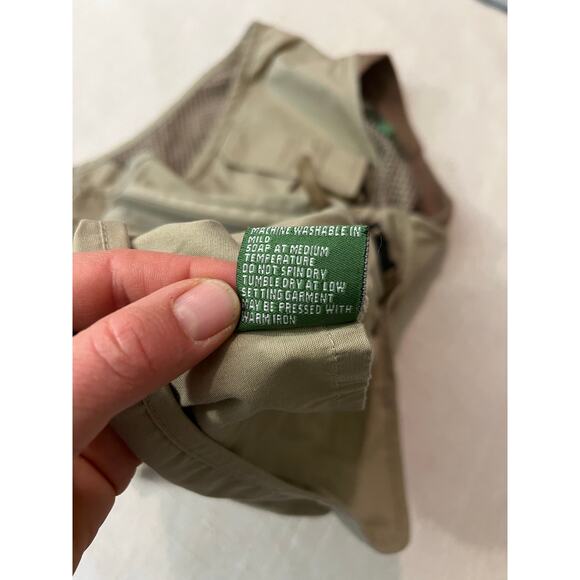 MACHINE WASHABLE IN
MILD
SOAP AT MEDIUM
TEMPERATURE
DO NOT SPIN DRY
TUMBLE DRY AT LOW
SETTING GARMENT
MAY BE PRESSED WITH
WARM IRON